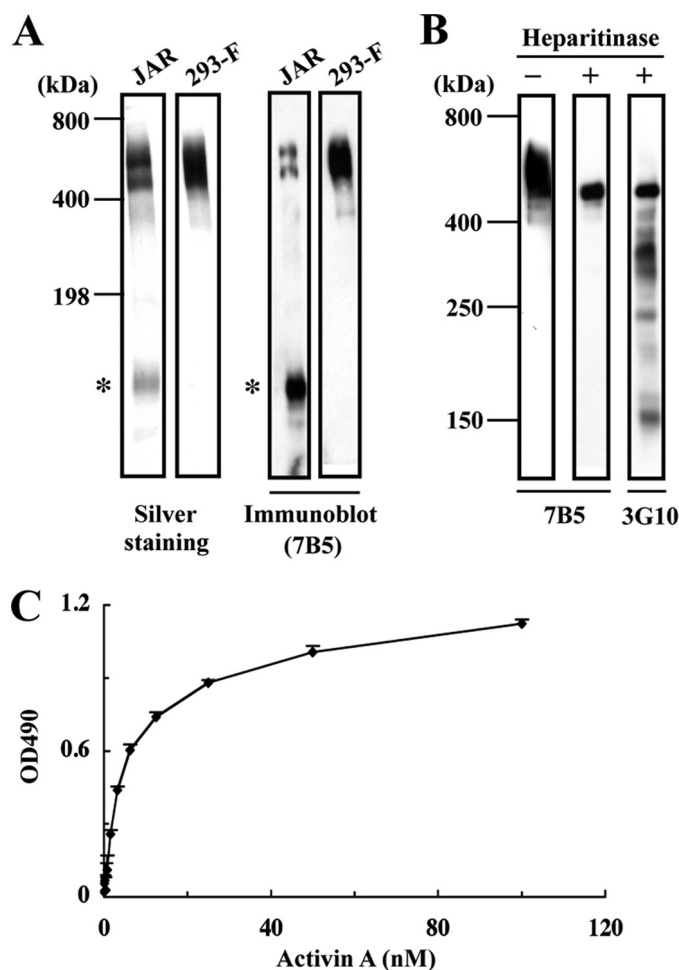 A
B
JAR 293-F JAR 293-F
Heparitinase
(kDa)
(kDa)
− + +
800
400
198
*
*
800
400
250
150
Silver
staining
Immunoblot
(7B5)
7B5
3G10
C
1.2
0.6
0
OD490
0 40 80 120
Activin A (nM)